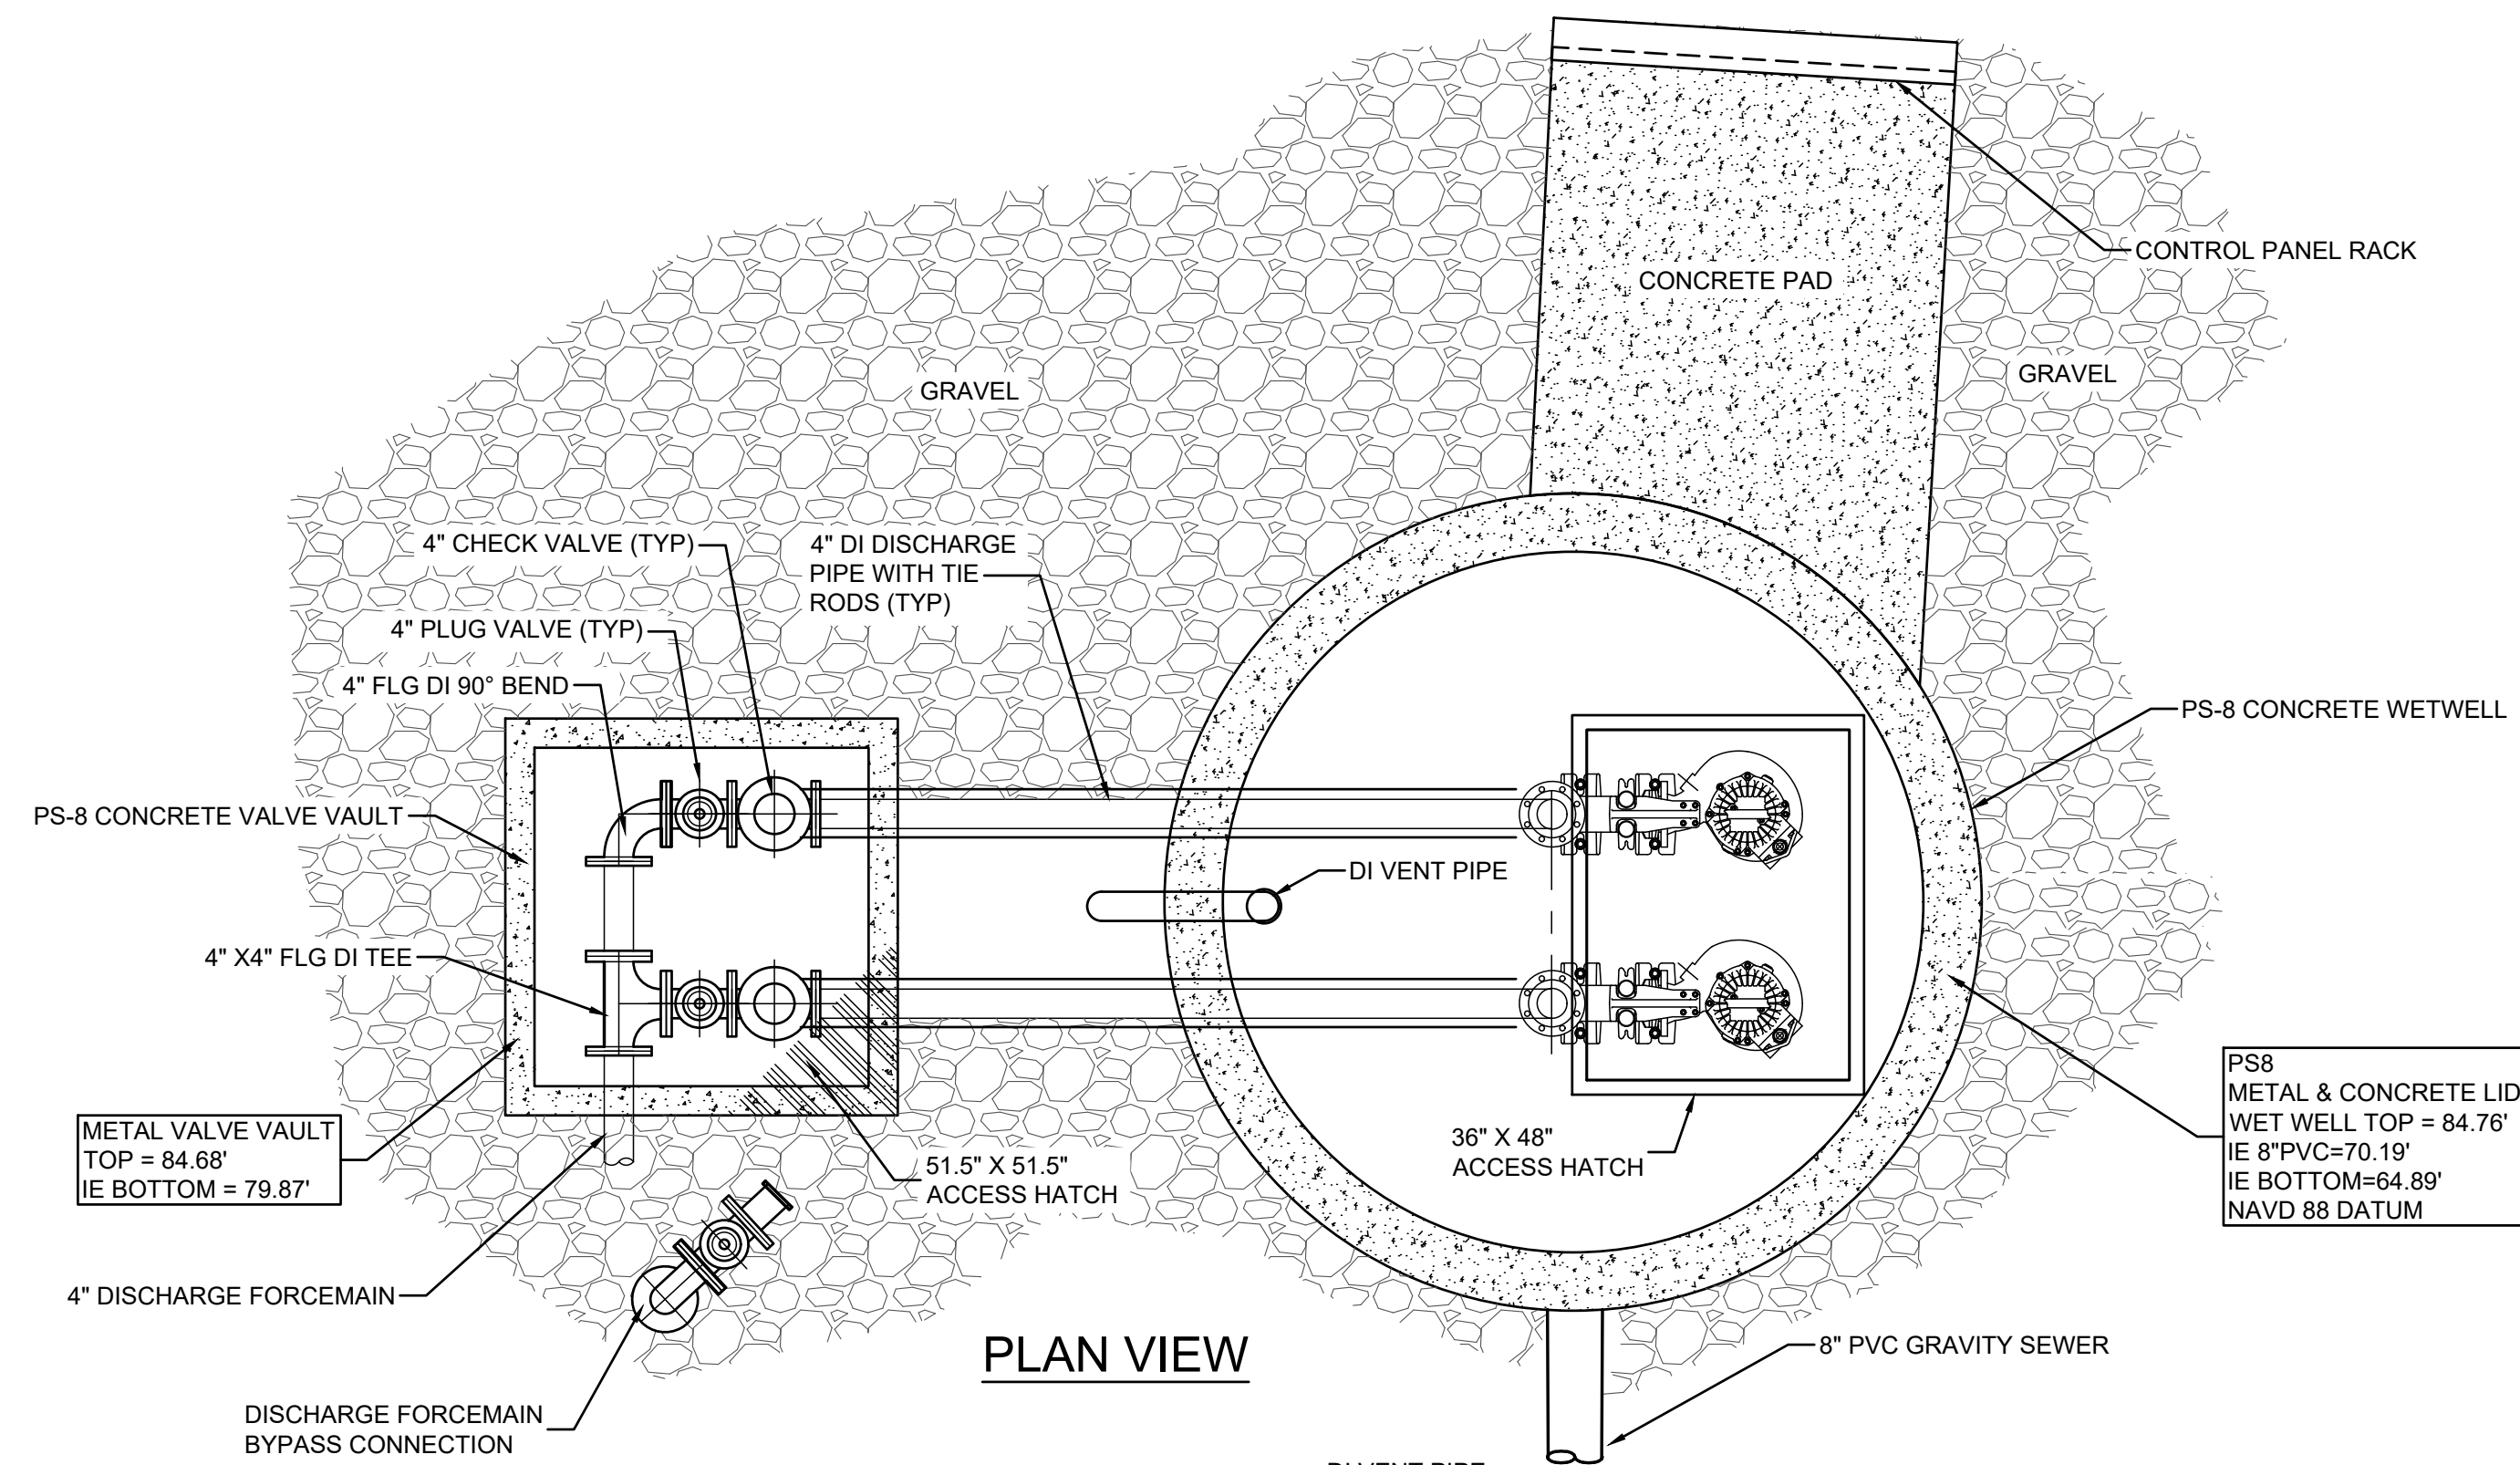 CONTROL PANEL RACK
CONCRETE PAD
GRAVEL
GRAVEL
4" CHECK VALVE (TYP)
4" DI DISCHARGE
PIPE WITH TIE
RODS (TYP)
4" PLUG VALVE (TYP)
4" FLG DI 90° BEND
PS-8 CONCRETE WETWELL
PS-8 CONCRETE VALVE VAULT
DI VENT PIPE
4" X4" FLG DI TEE
PS8
METAL & CONCRETE LID
WET WELL TOP = 84.76'
IE 8"PVC=70.19'
IE BOTTOM=64.89'
NAVD 88 DATUM
METAL VALVE VAULT
TOP = 84.68'
IE BOTTOM = 79.87'
36" X 48"
ACCESS HATCH
51.5" X 51.5"
ACCESS HATCH
4" DISCHARGE FORCEMAIN
PLAN VIEW
8" PVC GRAVITY SEWER
DISCHARGE FORCEMAIN
BYPASS CONNECTION
DI VENT PIPE